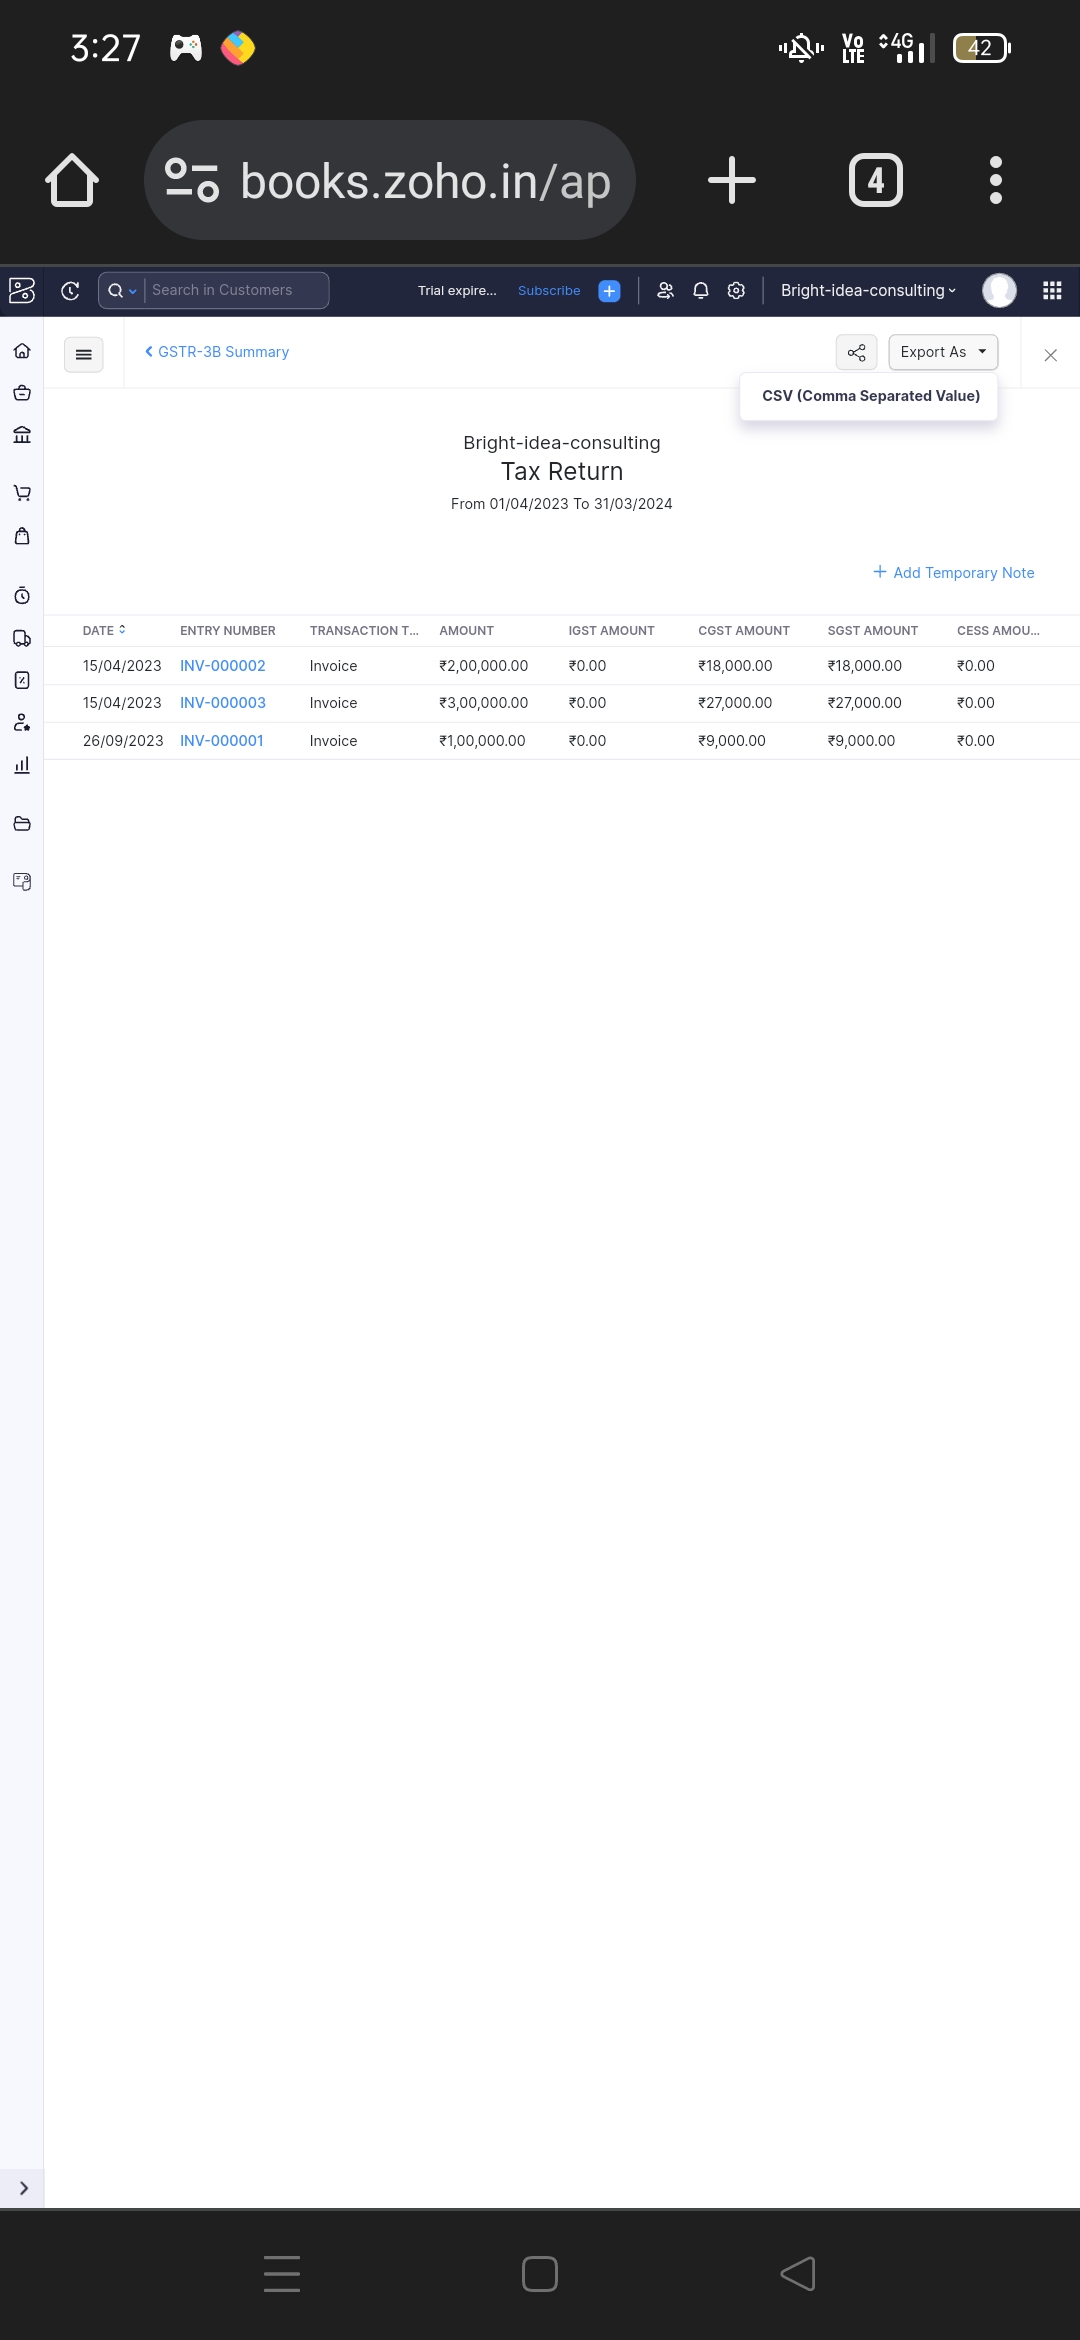 3:27 Vo LTE 4G 42
books.zoho.in/ap 4
Search in Customers Trial expire... Subscribe Bright-idea-consulting
GSTR-3B Summary Export As
CSV (Comma Separated Value)
Bright-idea-consulting
Tax Return
From 01/04/2023 To 31/03/2024
+ Add Temporary Note
DATE ENTRY NUMBER TRANSACTION T... AMOUNT IGST AMOUNT CGST AMOUNT SGST AMOUNT CESS AMOU...
15/04/2023 INV-000002 Invoice ₹2,00,000.00 ₹0.00 ₹18,000.00 ₹18,000.00 ₹0.00
15/04/2023 INV-000003 Invoice ₹3,00,000.00 ₹0.00 ₹27,000.00 ₹27,000.00 ₹0.00
26/09/2023 INV-000001 Invoice ₹1,00,000.00 ₹0.00 ₹9,000.00 ₹9,000.00 ₹0.00